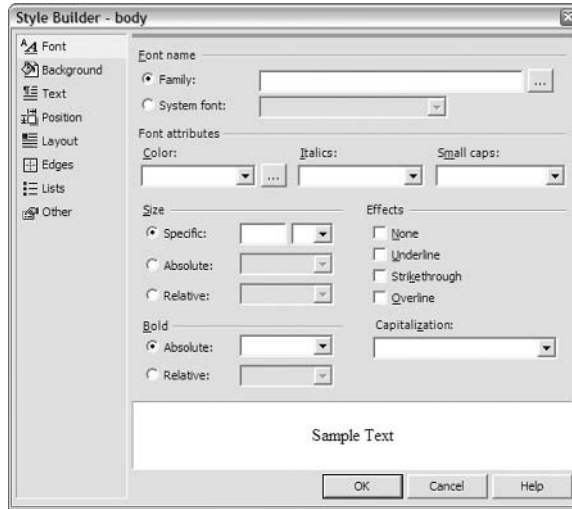 Style Builder - body
Font
Background
Text
Position
Layout
Edges
Lists
Other
Font name
Family:
...
System font:
Font attributes
Color:
Italics:
Small caps:
...
Size
Specific:
Absolute:
Relative:
Effects
None
Underline
Strikethrough
Overline
Bold
Absolute:
Relative:
Capitalization:
Sample Text
OK
Cancel
Help